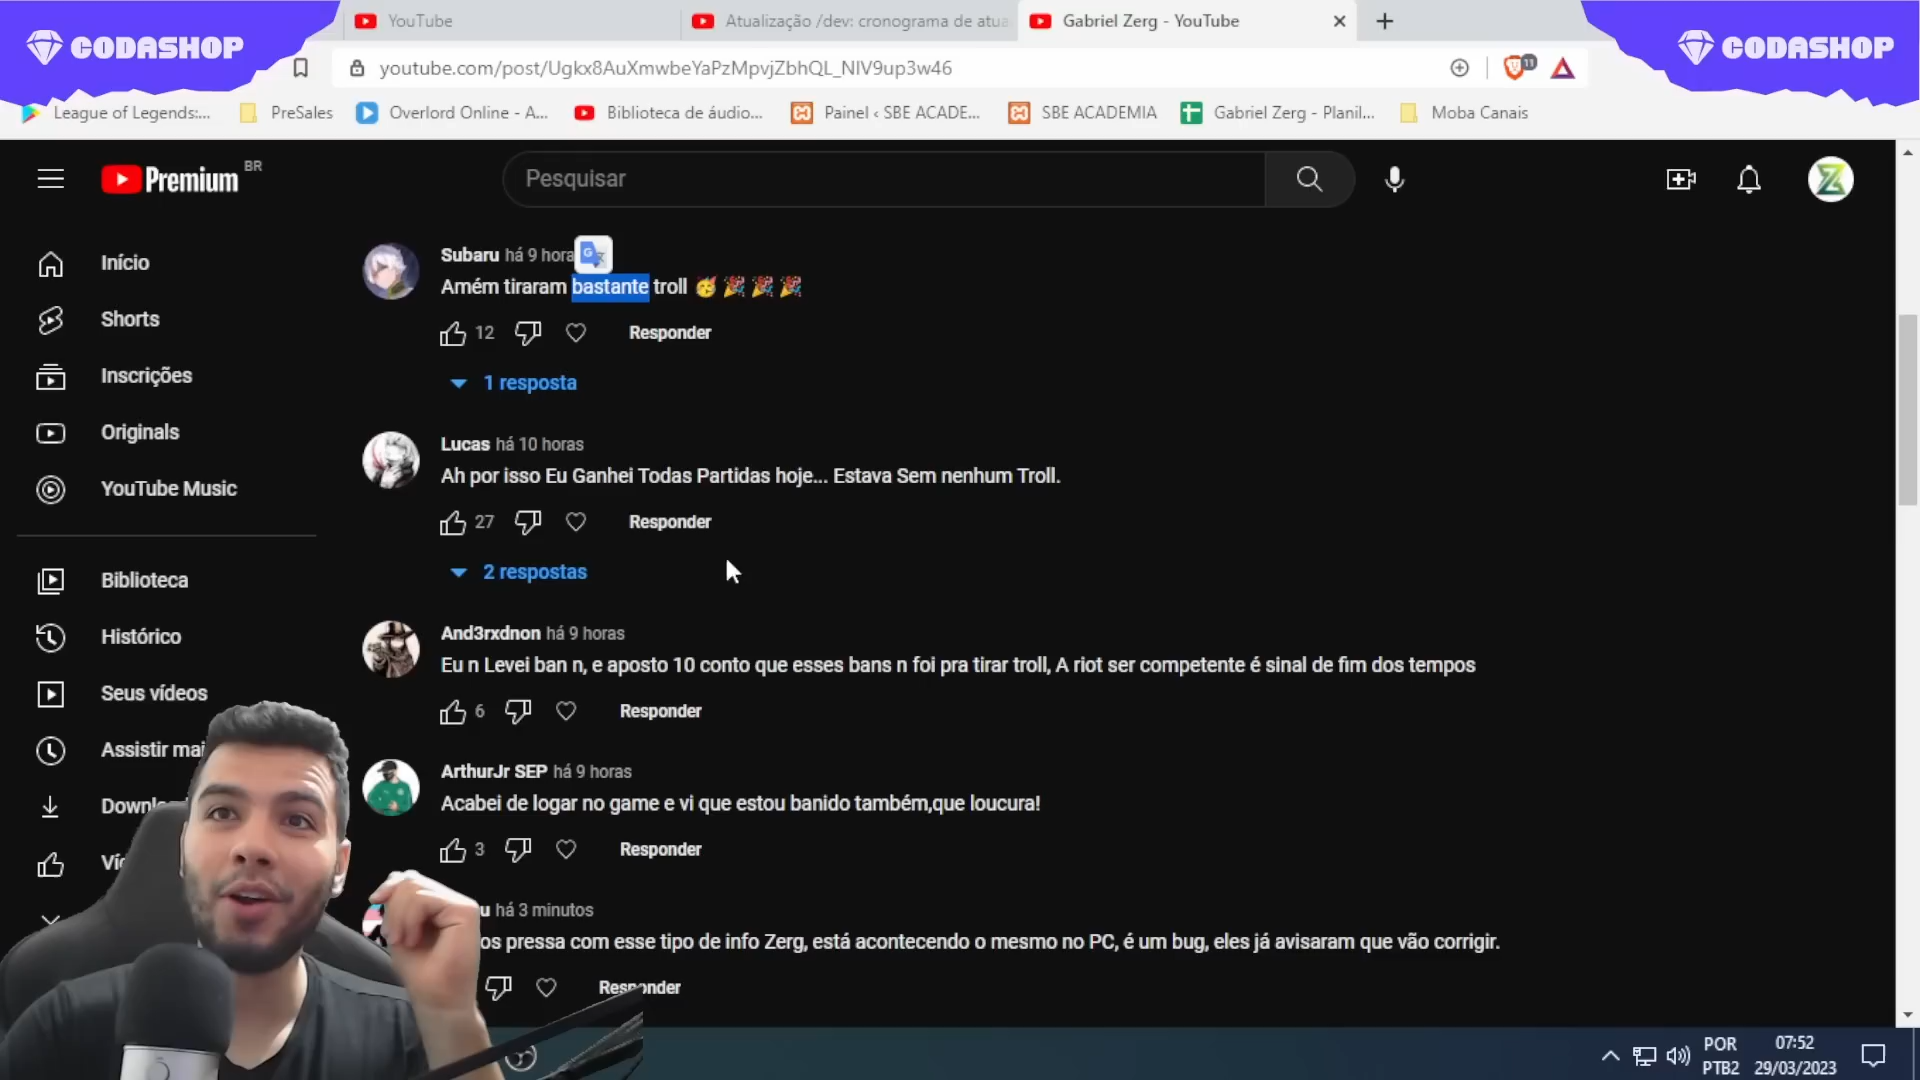 CODASHOP
YouTube
Atualização /dev: cronograma de atua
Gabriel Zerg - YouTube
CODASHOP
youtube.com/post/Ugkx8AuXmwbeYaPzMpvjZbhQL_NIV9up3w46
11
League of Legends:...
PreSales
Overlord Online - A...
Biblioteca de áudio...
Painel ‹ SBE ACADE...
SBE ACADEMIA
Gabriel Zerg - Planil...
Moba Canais
Premium BR
Pesquisar
Início
Shorts
Inscrições
Originals
YouTube Music
Biblioteca
Histórico
Seus vídeos
Assistir mai
Subaru há 9 hora
Amém tiraram bastante troll 🥳 🎉 🎉 🎉
12
Responder
1 resposta
Lucas há 10 horas
Ah por isso Eu Ganhei Todas Partidas hoje... Estava Sem nenhum Troll.
27
Responder
2 respostas
And3rxdnon há 9 horas
Eu n Levei ban n, e aposto 10 conto que esses bans n foi pra tirar troll, A riot ser competente é sinal de fim dos tempos
6
Responder
ArthurJr SEP há 9 horas
Acabei de logar no game e vi que estou banido também,que loucura!
3
Responder
u há 3 minutos
os pressa com esse tipo de info Zerg, está acontecendo o mesmo no PC, é um bug, eles já avisaram que vão corrigir.
Responder
POR
PTB2
07:52
29/03/2023